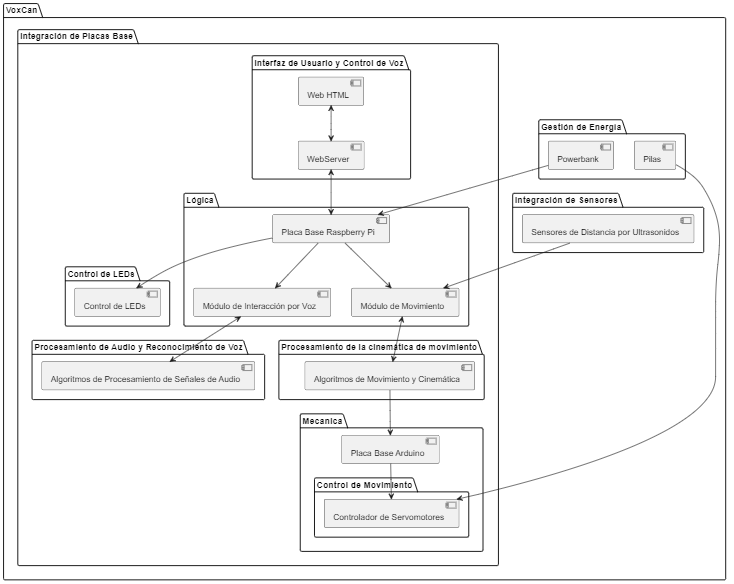 VoxCan
Integración de Placas Base
Interfaz de Usuario y Control de Voz
Web HTML
WebServer
Gestión de Energía
Powerbank
Pilas
Integración de Sensores
Sensores de Distancia por Ultrasonidos
Lógica
Placa Base Raspberry Pi
Control de LEDs
Control de LEDs
Módulo de Interacción por Voz
Módulo de Movimiento
Procesamiento de Audio y Reconocimiento de Voz
Algoritmos de Procesamiento de Señales de Audio
Procesamiento de la cinemática de movimiento
Algoritmos de Movimiento y Cinemática
Mecanica
Placa Base Arduino
Control de Movimiento
Controlador de Servomotores